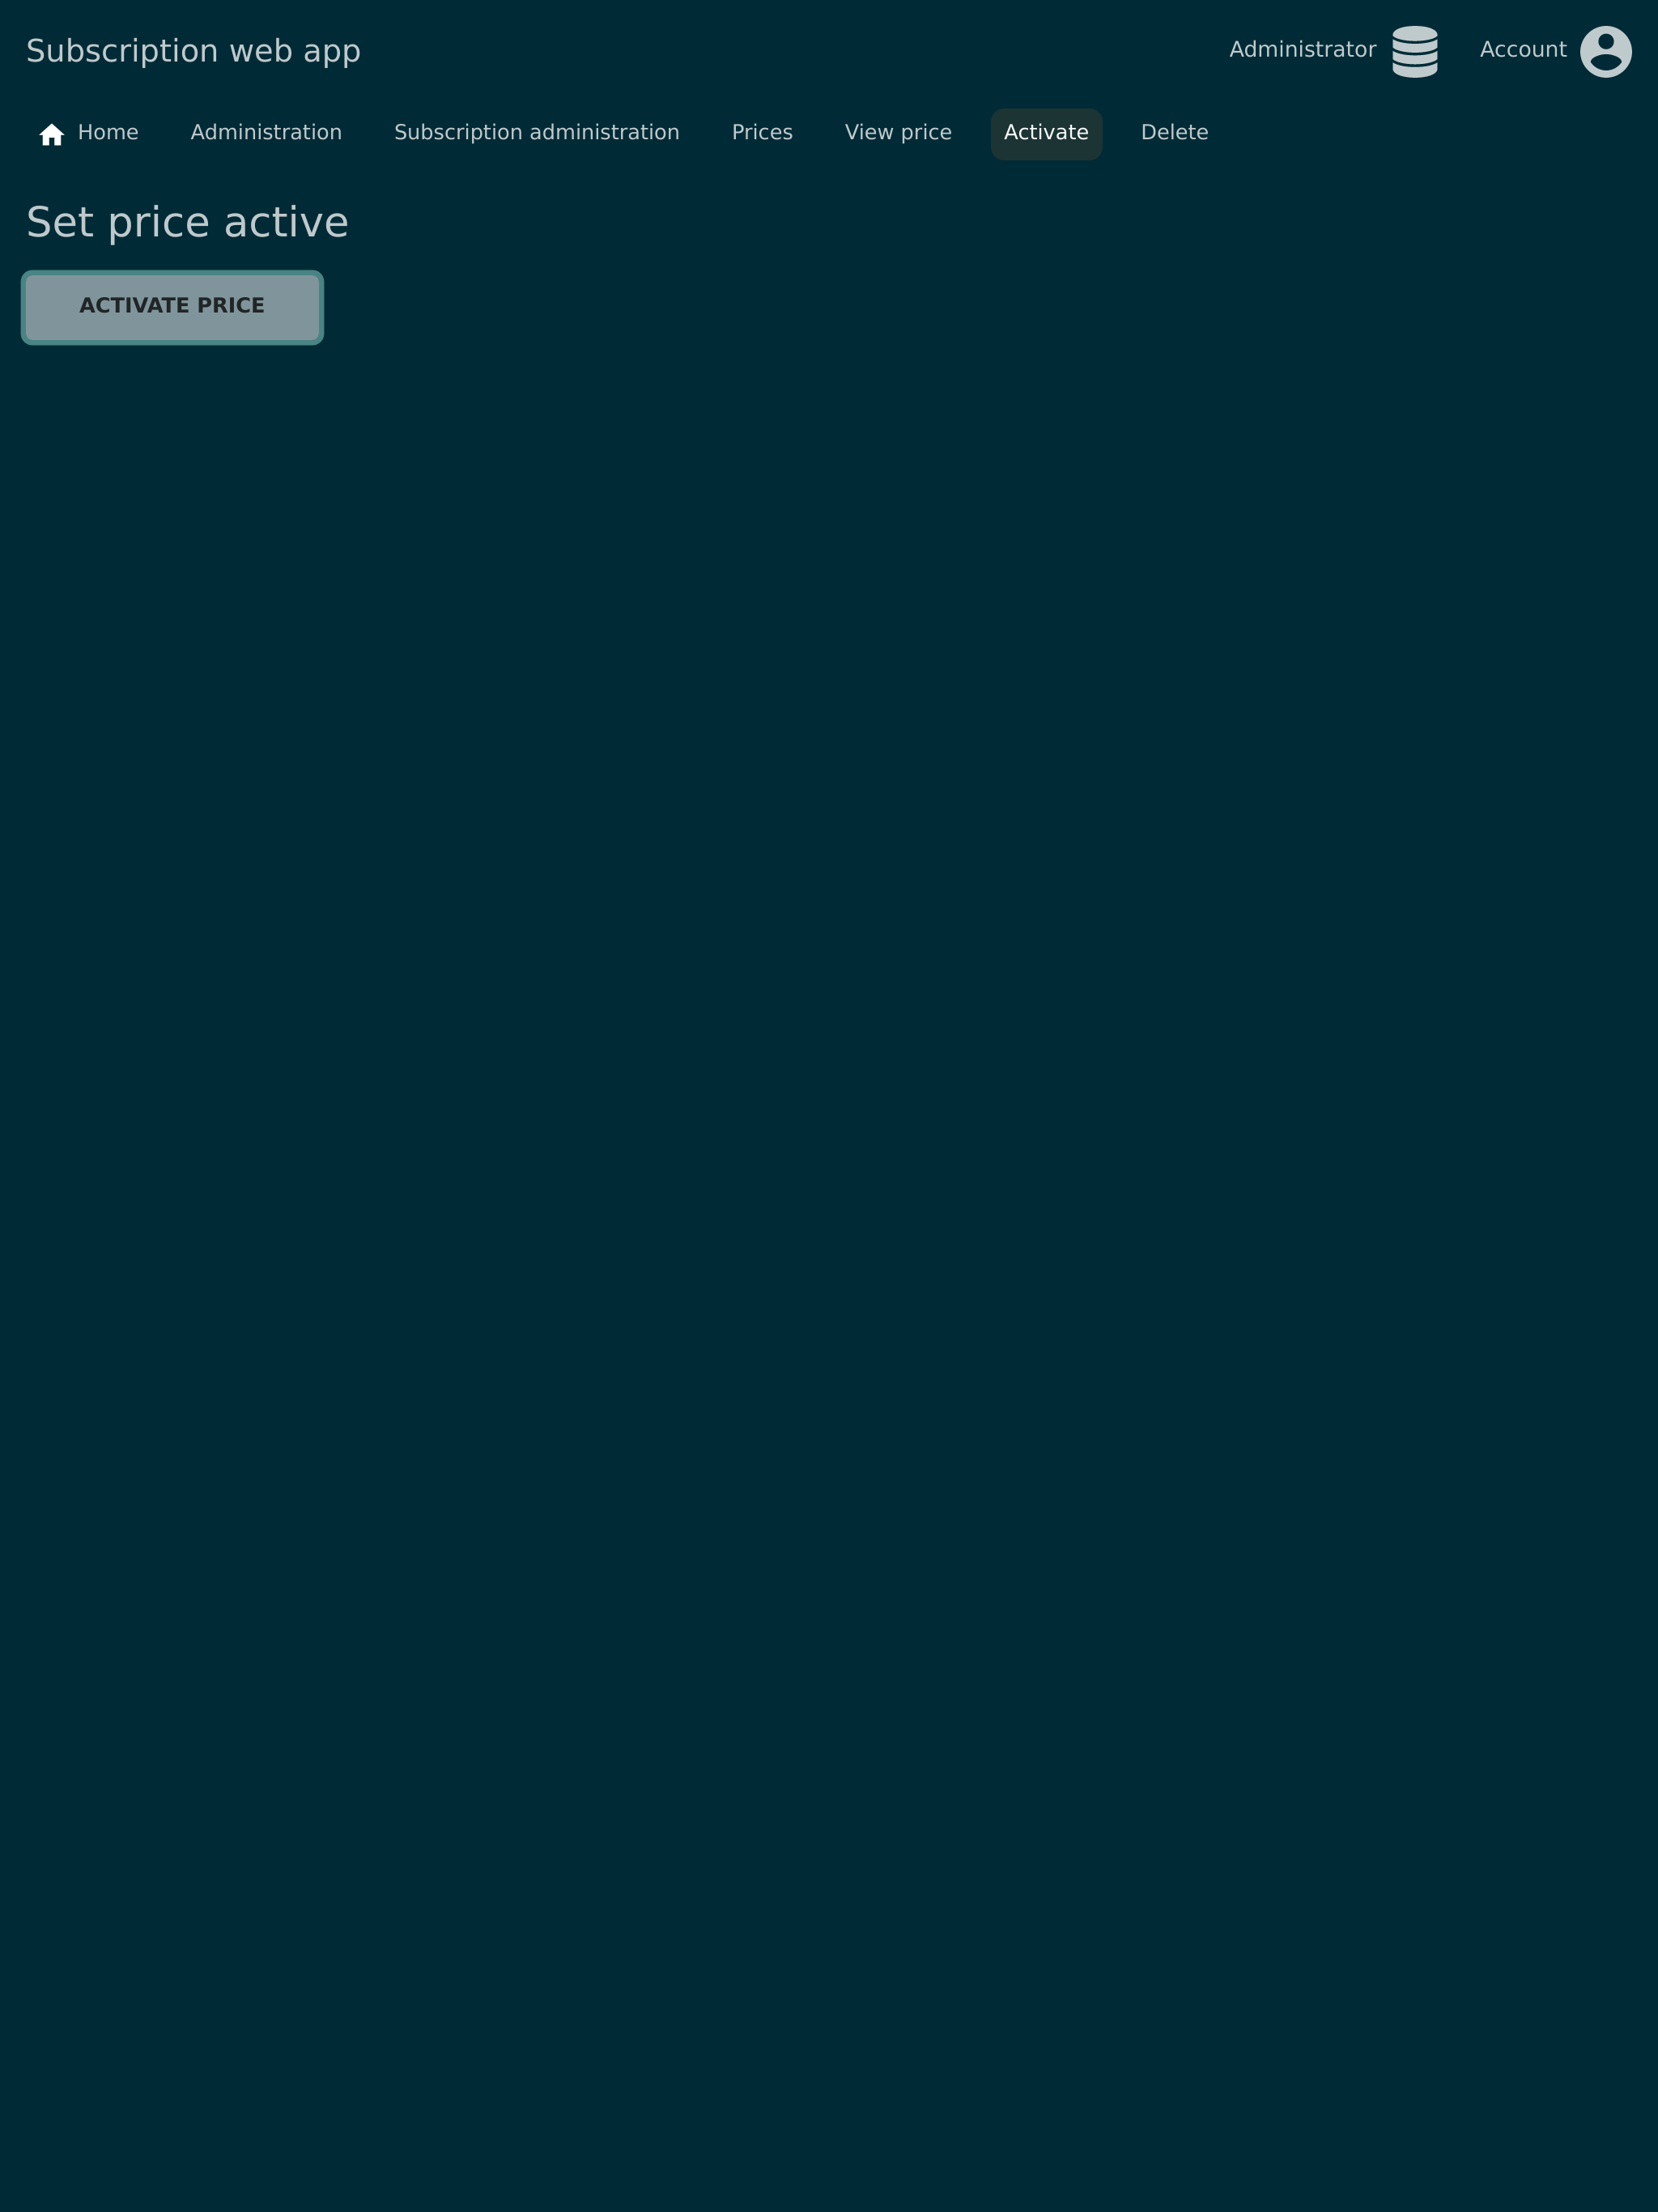 Subscription web app
Administrator
Account
Home
Administration
Subscription administration
Prices
View price
Activate
Delete
Set price active
ACTIVATE PRICE